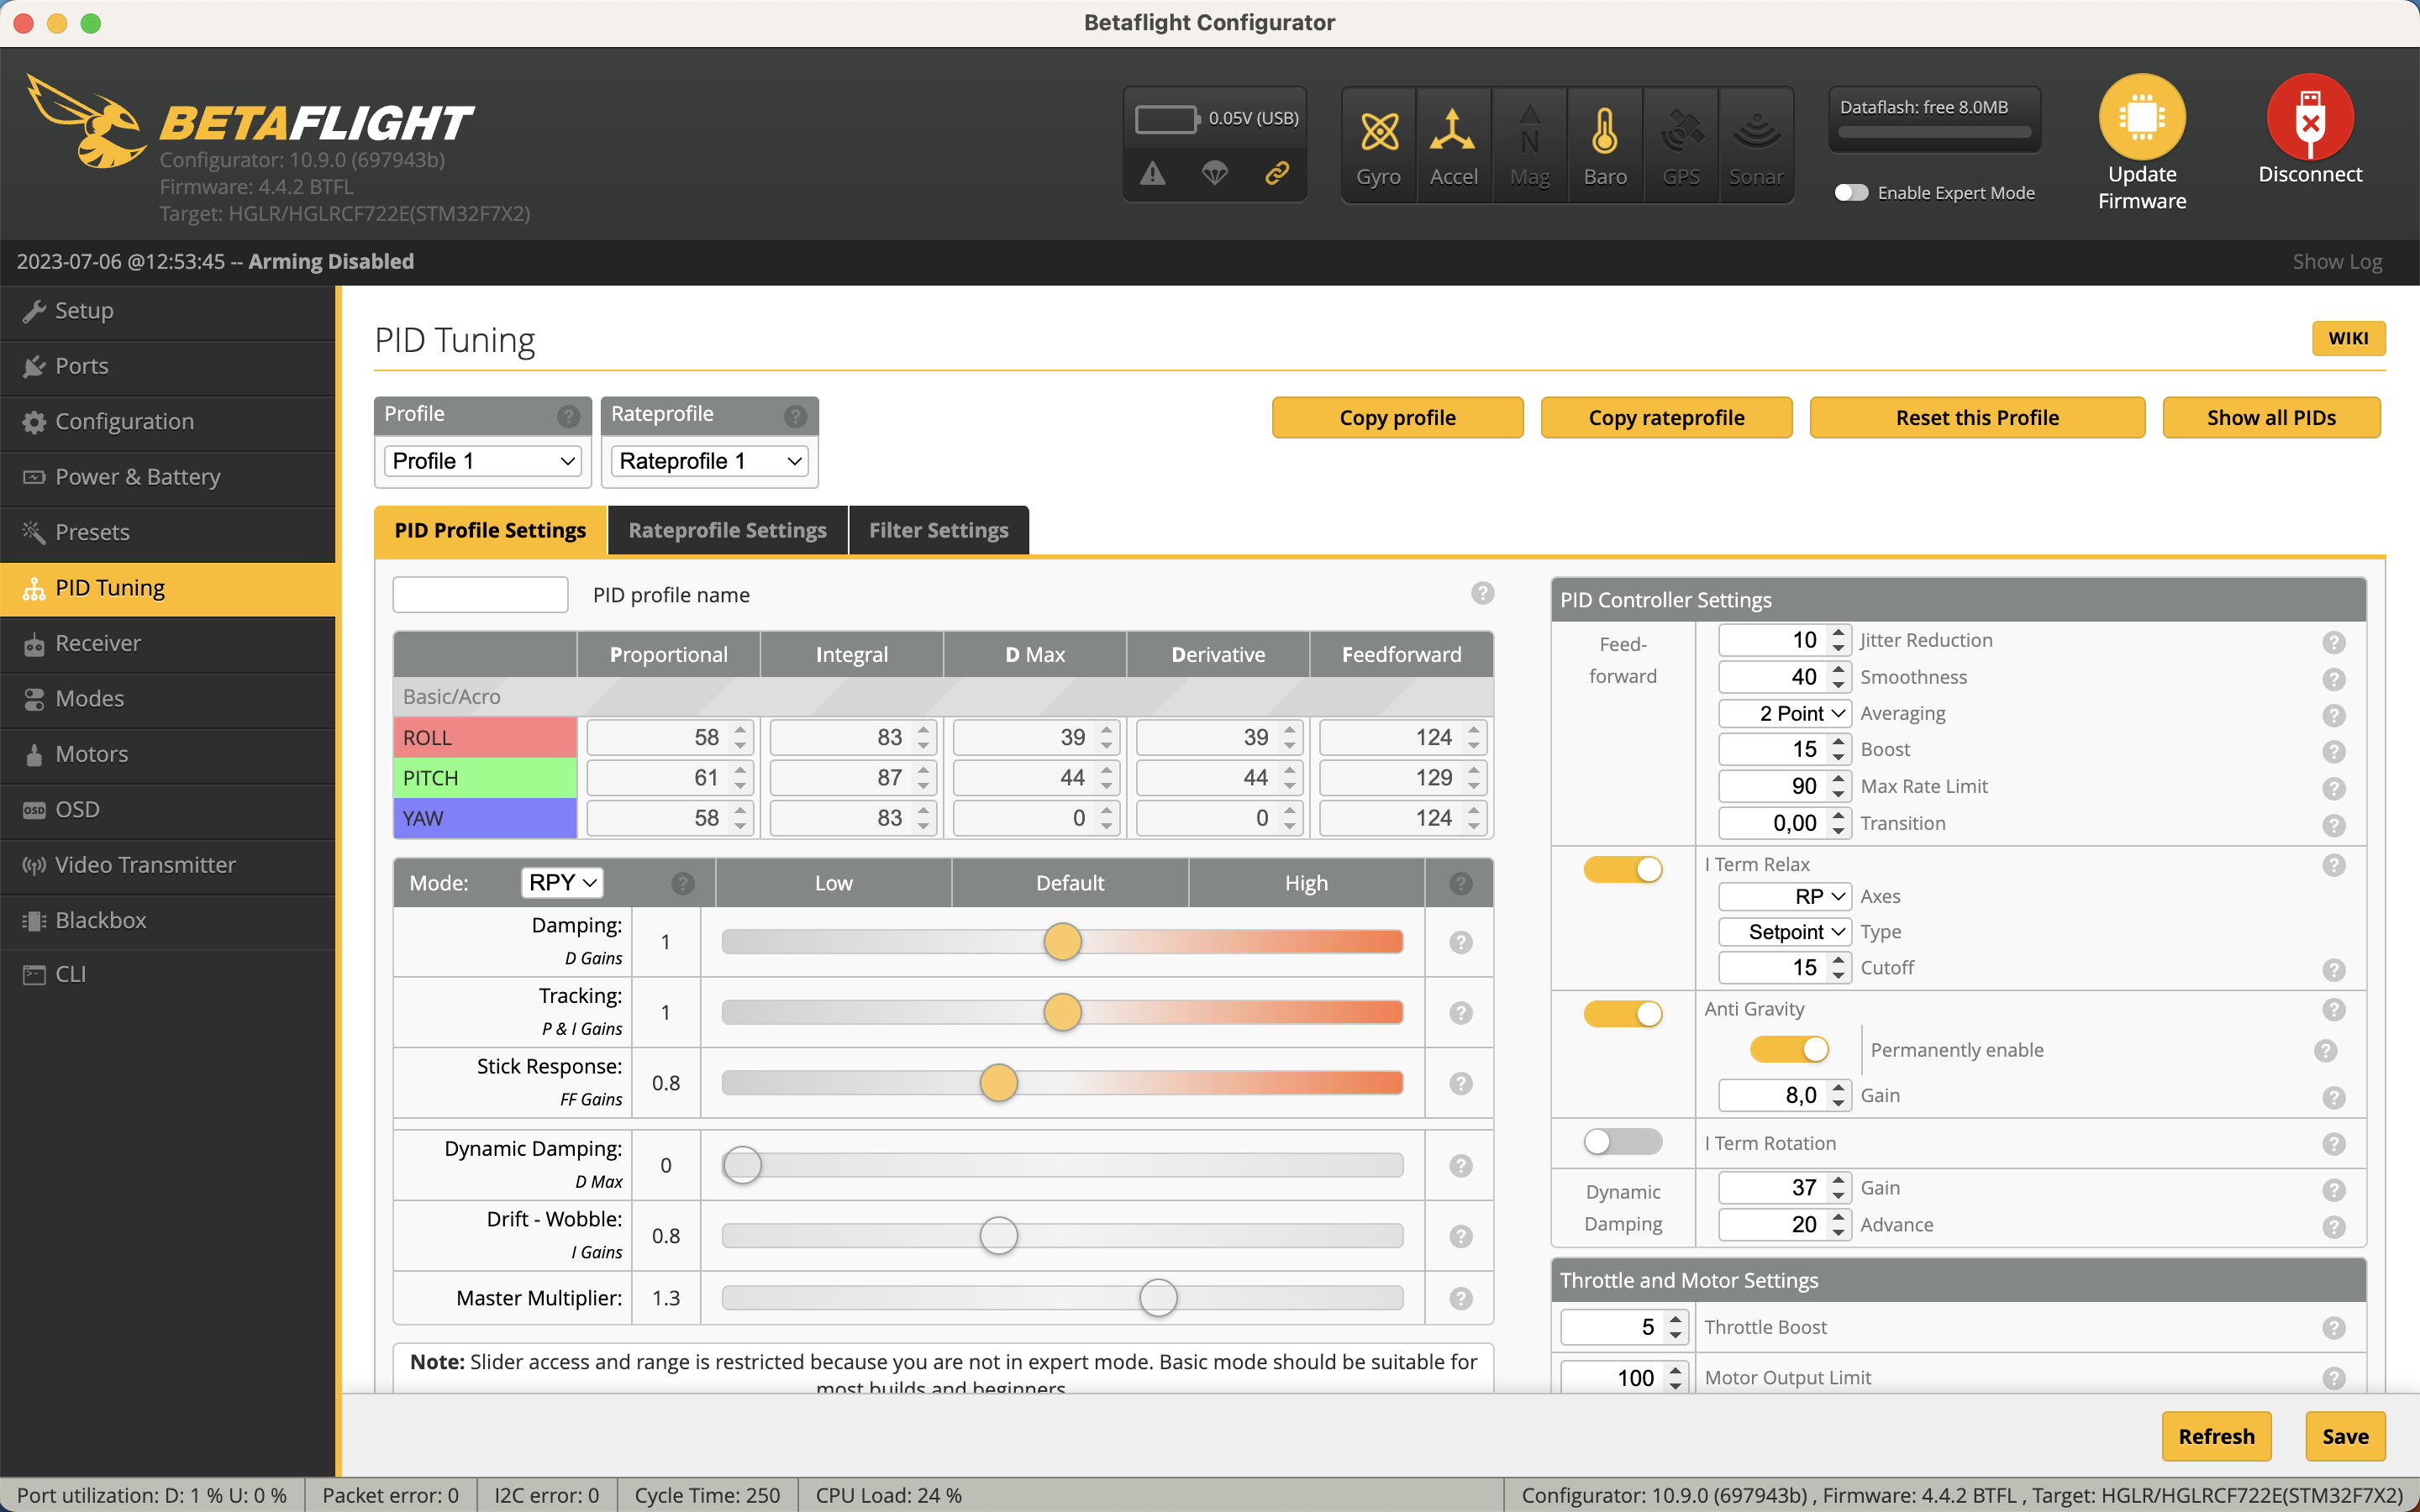 Betaflight Configurator
BETAFLIGHT
Configurator: 10.9.0 (697943b)
Firmware: 4.4.2 BTFL
Target: HGLR/HGLRCF722E(STM32F7X2)
0.05V (USB)
Gyro
Accel
N
Mag
Baro
GPS
Sonar
Dataflash: free 8.0MB
Enable Expert Mode
Update
Firmware
Disconnect
2023-07-06 @12:53:45 -- Arming Disabled
Show Log
Setup
Ports
Configuration
Power & Battery
Presets
PID Tuning
Receiver
Modes
Motors
OSD OSD
Video Transmitter
Blackbox
CLI
PID Tuning
WIKI
Profile ?
Profile 1
Rateprofile ?
Rateprofile 1
Copy profile
Copy rateprofile
Reset this Profile
Show all PIDs
PID Profile Settings
Rateprofile Settings
Filter Settings
PID profile name ?
Proportional Integral D Max Derivative Feedforward
Basic/Acro
ROLL 58 83 39 39 124
PITCH 61 87 44 44 129
YAW 58 83 0 0 124
Mode: RPY ? Low Default High ?
Damping:
D Gains
1 ?
Tracking:
P & I Gains
1 ?
Stick Response:
FF Gains
0.8 ?
Dynamic Damping:
D Max
0 ?
Drift - Wobble:
I Gains
0.8 ?
Master Multiplier: 1.3 ?
Note: Slider access and range is restricted because you are not in expert mode. Basic mode should be suitable for
most builds and beginners.
PID Controller Settings
Feed-
forward
10 Jitter Reduction ?
40 Smoothness ?
2 Point Averaging ?
15 Boost ?
90 Max Rate Limit ?
0,00 Transition ?
I Term Relax ?
RP Axes
Setpoint Type
15 Cutoff ?
Anti Gravity ?
Permanently enable ?
8,0 Gain ?
I Term Rotation ?
Dynamic
Damping
37 Gain ?
20 Advance ?
Throttle and Motor Settings
5 Throttle Boost ?
100 Motor Output Limit ?
Refresh
Save
Port utilization: D: 1 % U: 0 %
Packet error: 0
I2C error: 0
Cycle Time: 250
CPU Load: 24 %
Configurator: 10.9.0 (697943b) , Firmware: 4.4.2 BTFL , Target: HGLR/HGLRCF722E(STM32F7X2)